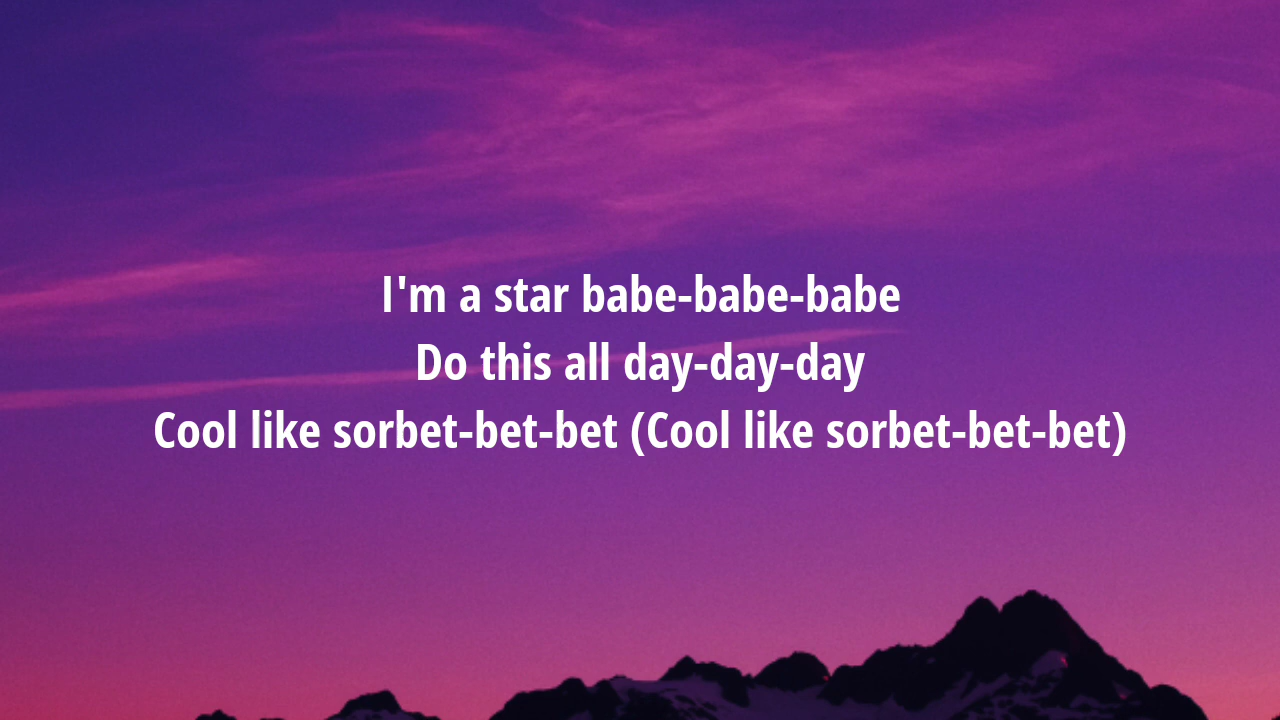 I'm a star babe-babe-babe
Do this all day-day-day
Cool like sorbet-bet-bet (Cool like sorbet-bet-bet)